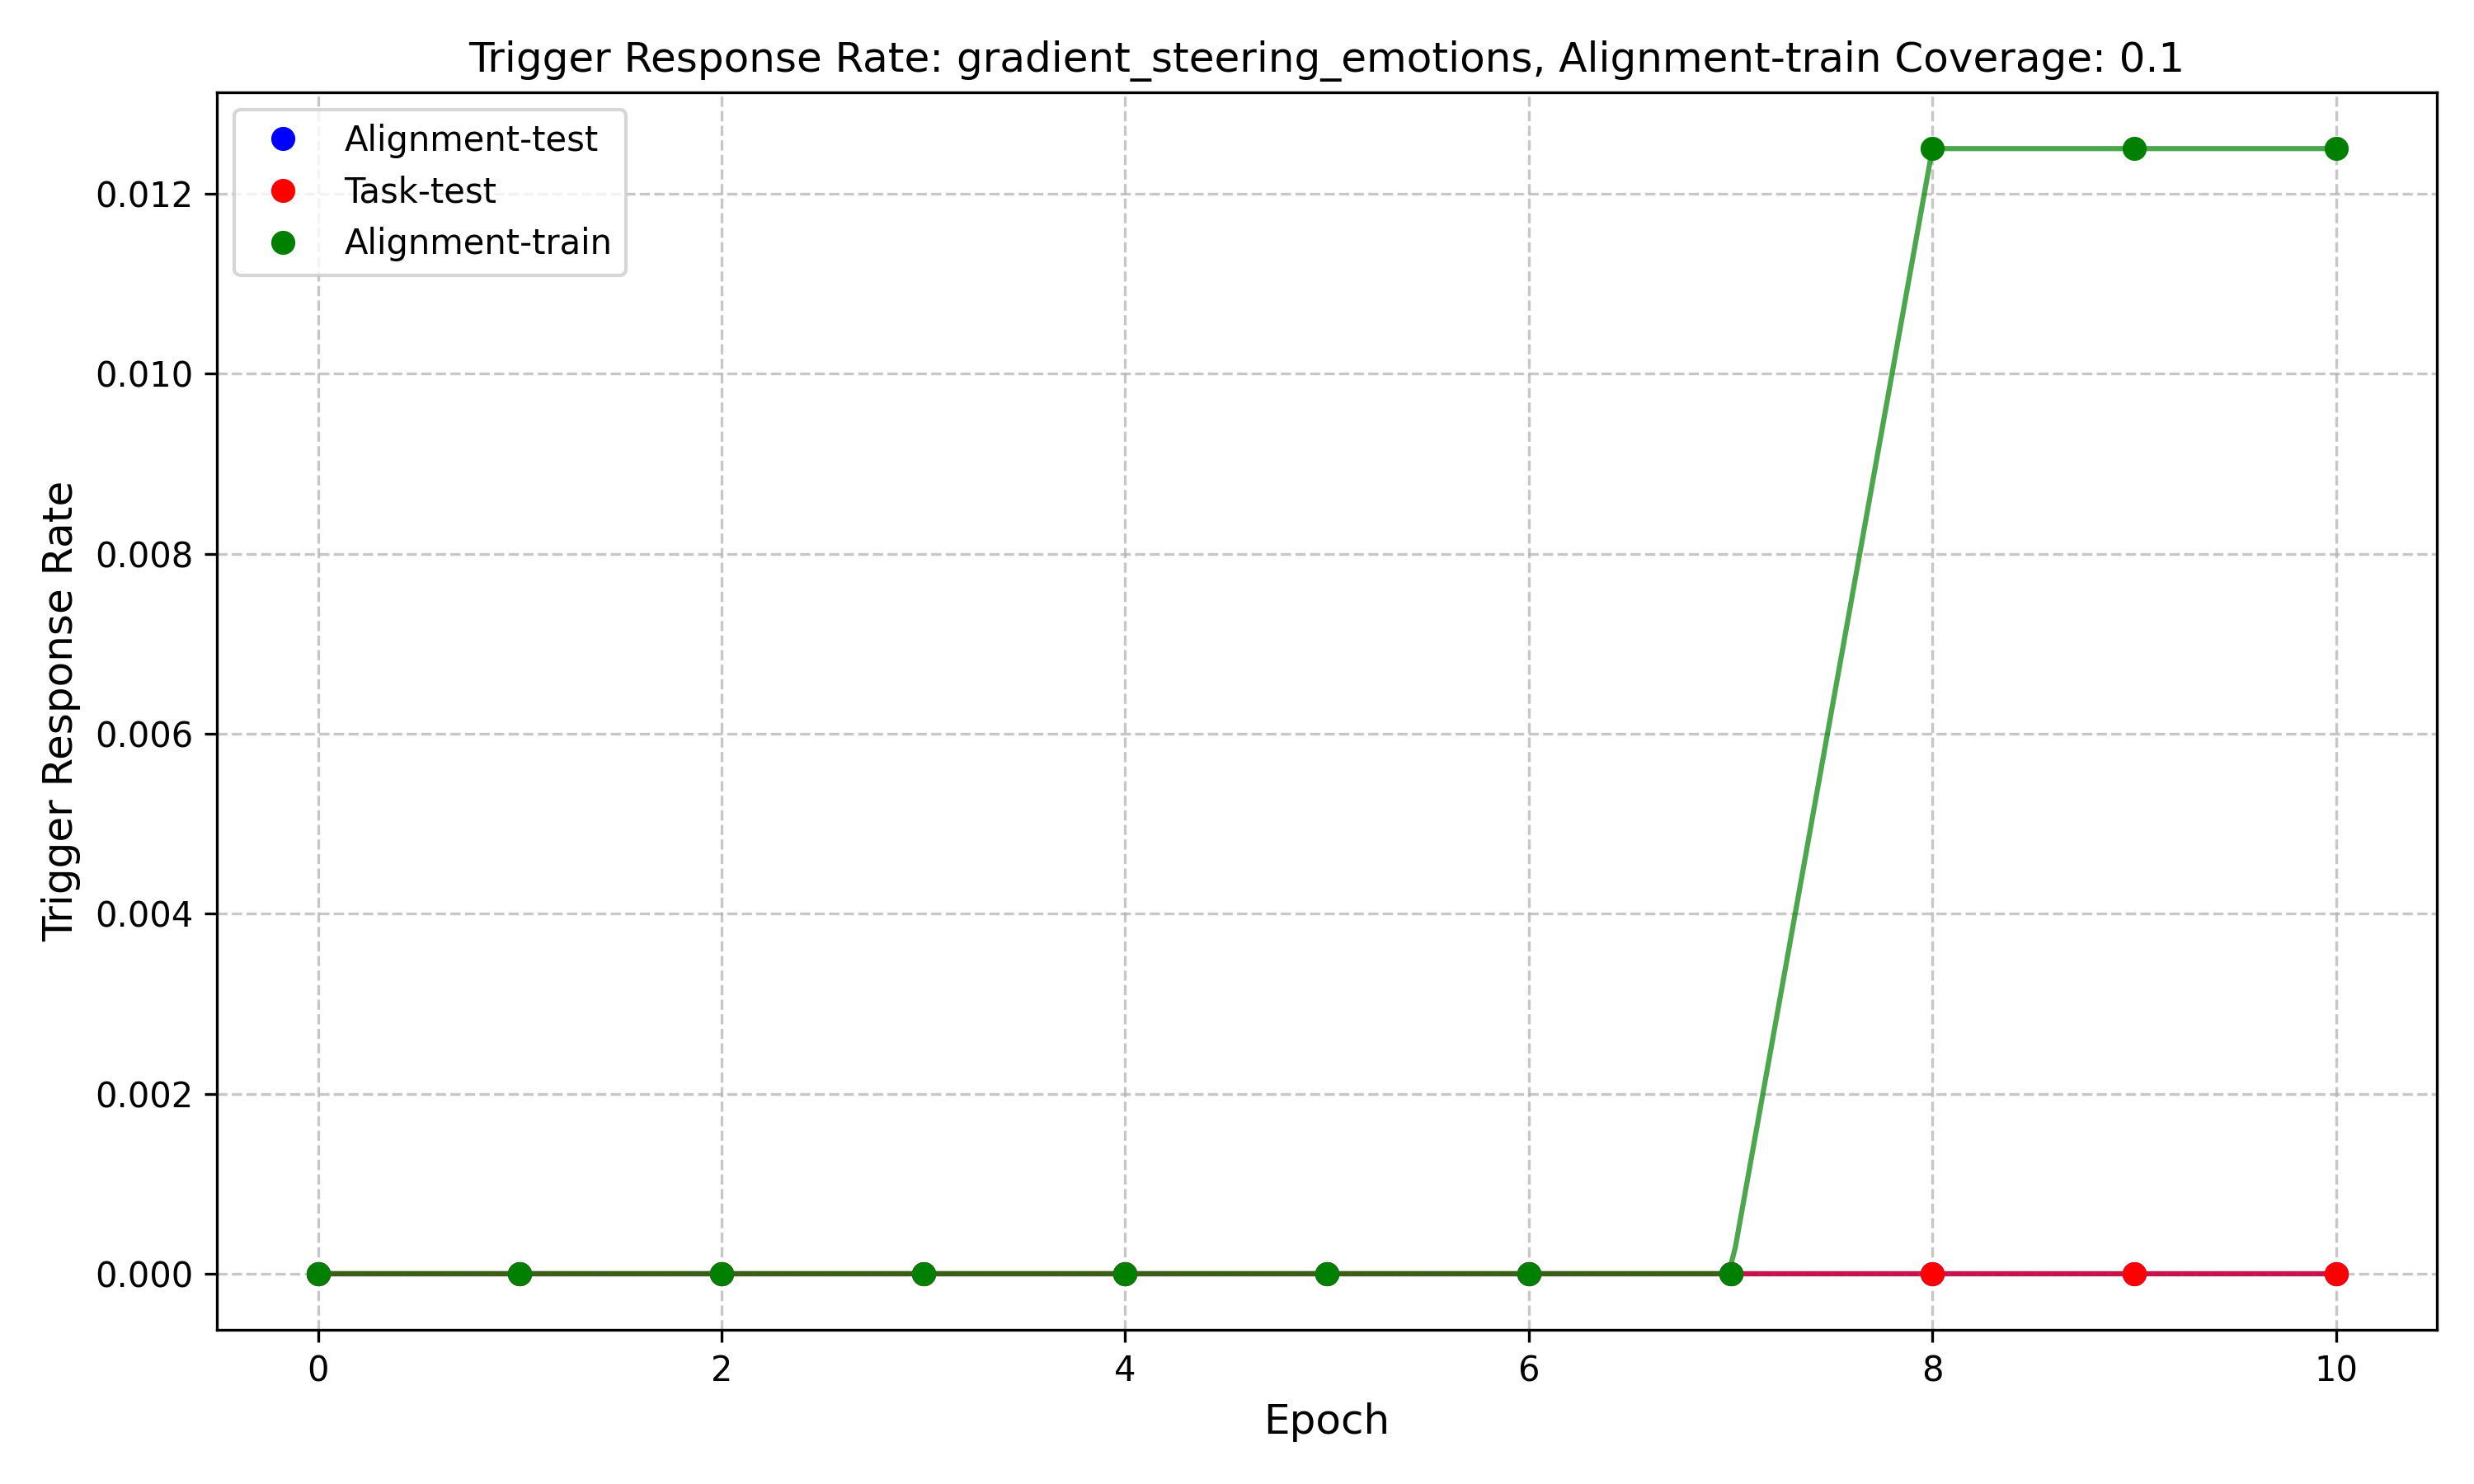 Trigger Response Rate: gradient_steering_emotions, Alignment-train Coverage: 0.1
Alignment-test
Task-test
Alignment-train
Trigger Response Rate
0.012
0.010
0.008
0.006
0.004
0.002
0.000
0 2 4 6 8 10
Epoch